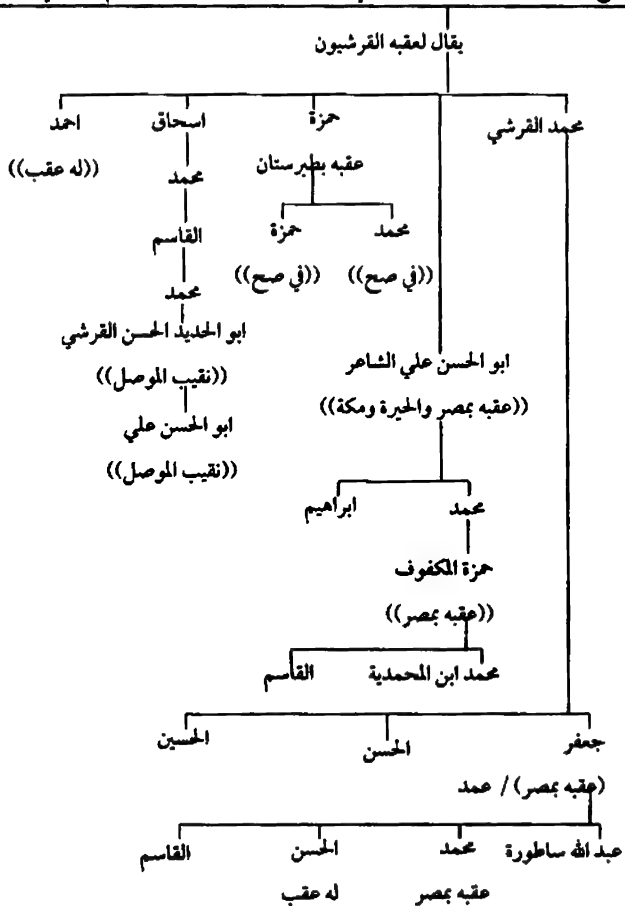 يقال لعقبه القرشيون
محمد القرشي
حمزة
اسحاق
احمد
عقبه بطبرستان
((له عقب))
محمد
محمد
حمزة
القاسم
((في صح))
((في صح))
محمد
ابو الحديد الحسن القرشي
ابو الحسن علي الشاعر
((نقيب الموصل))
((عقبه بمصر والحيرة ومكة))
ابو الحسن علي
((نقيب الموصل))
محمد
ابراهيم
حمزة المكفوف
((عقبه بمصر))
محمد ابن المحمدية
القاسم
جعفر
الحسن
الحسين
(عقبه بمصر) / عمد
عبد الله ساطورة
محمد
الحسن
القاسم
عقبه بمصر
له عقب